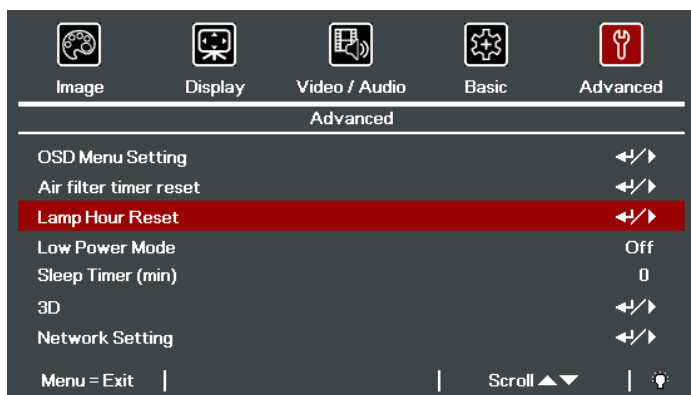 Image Display Video / Audio Basic Advanced
Advanced
OSD Menu Setting
Air filter timer reset
Lamp Hour Reset
Low Power Mode Off
Sleep Timer (min) 0
3D
Network Setting
Menu = Exit Scroll